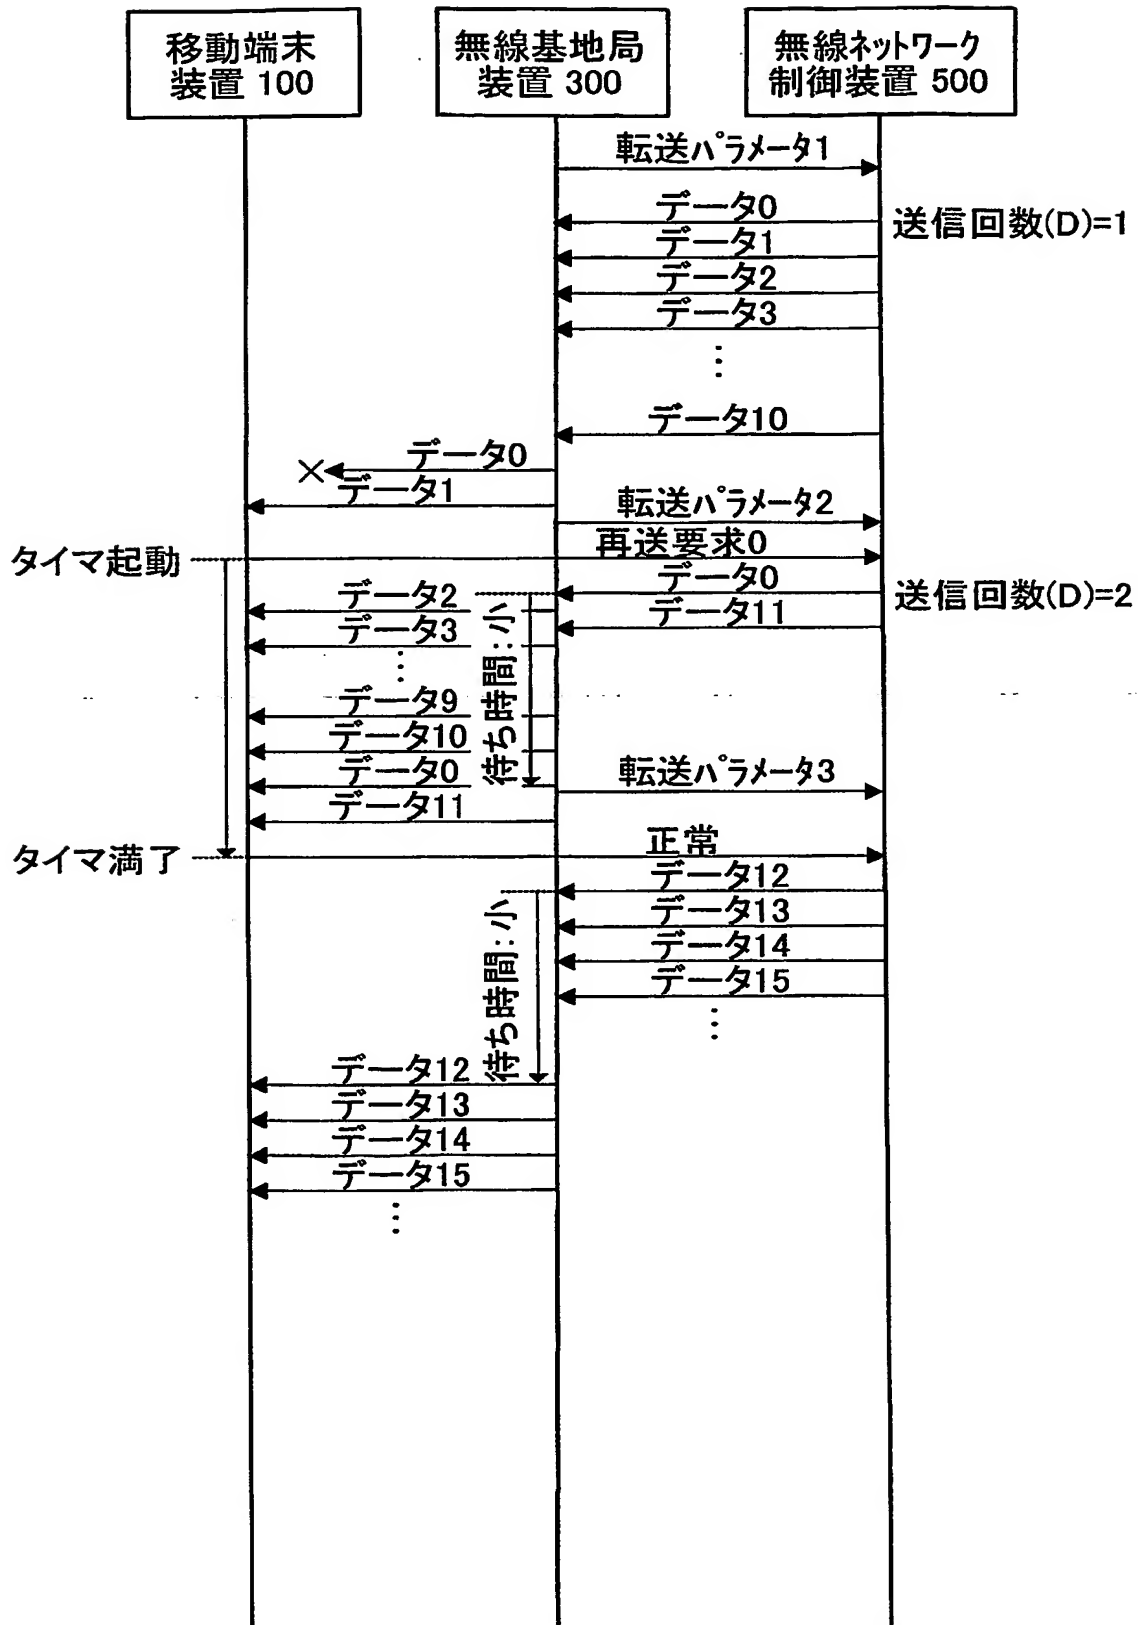 移動端末
装置 100
無線基地局
装置 300
無線ネットワーク
制御装置 500
転送パラメータ1
データ0
送信回数(D)=1
データ1
データ2
データ3
⋮
データ10
データ0
×
データ1
転送パラメータ2
再送要求0
タイマ起動
データ0
送信回数(D)=2
データ2
データ11
データ3
⋮
待ち時間:小
データ9
データ10
データ0
転送パラメータ3
データ11
正常
タイマ満了
データ12
データ13
データ14
データ15
⋮
待ち時間:小
データ12
データ13
データ14
データ15
⋮